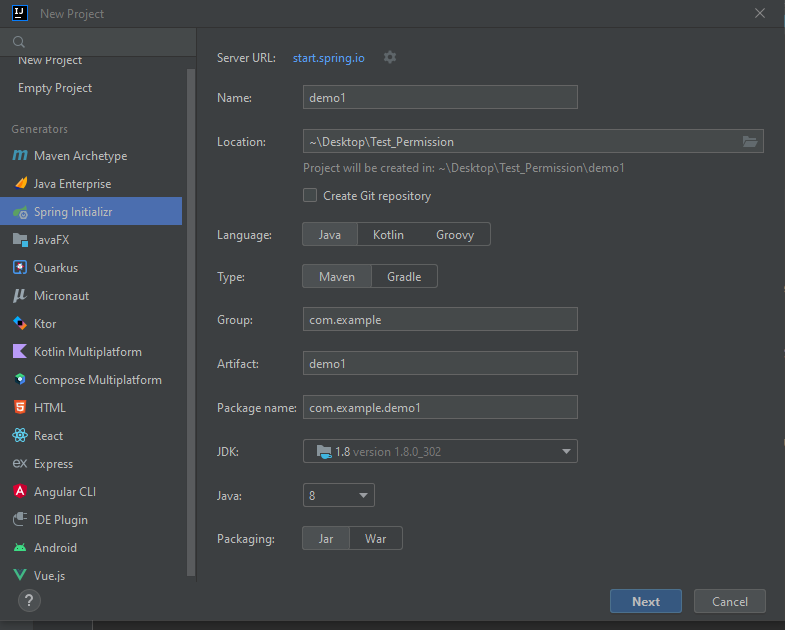 New Project
New Project
Empty Project
Generators
Maven Archetype
Java Enterprise
Spring Initializr
JavaFX
Quarkus
Micronaut
Ktor
Kotlin Multiplatform
Compose Multiplatform
HTML
React
Express
Angular CLI
IDE Plugin
Android
Vue.js
?
Server URL: start.spring.io
Name: demo1
Location: ~\Desktop\Test_Permission
Project will be created in: ~\Desktop\Test_Permission\demo1
Create Git repository
Language: Java Kotlin Groovy
Type: Maven Gradle
Group: com.example
Artifact: demo1
Package name: com.example.demo1
JDK: 1.8 version 1.8.0_302
Java: 8
Packaging: Jar War
Next Cancel